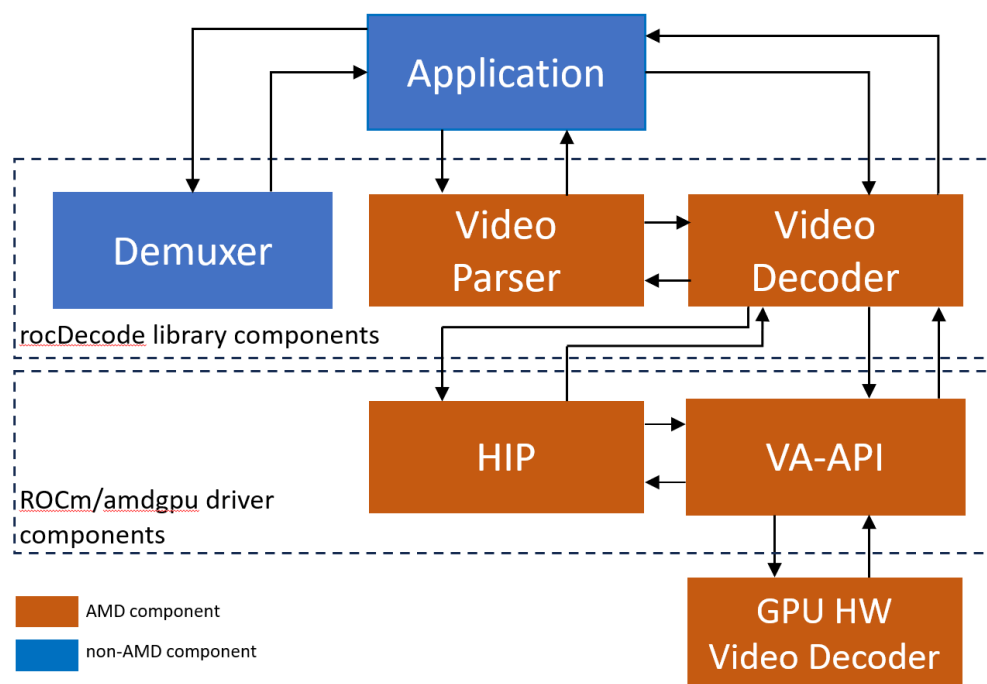 Application
Demuxer
Video
Parser
Video
Decoder
rocDecode library components
HIP
VA-API
ROCm/amdgpu driver
components
GPU HW
Video Decoder
AMD component
non-AMD component